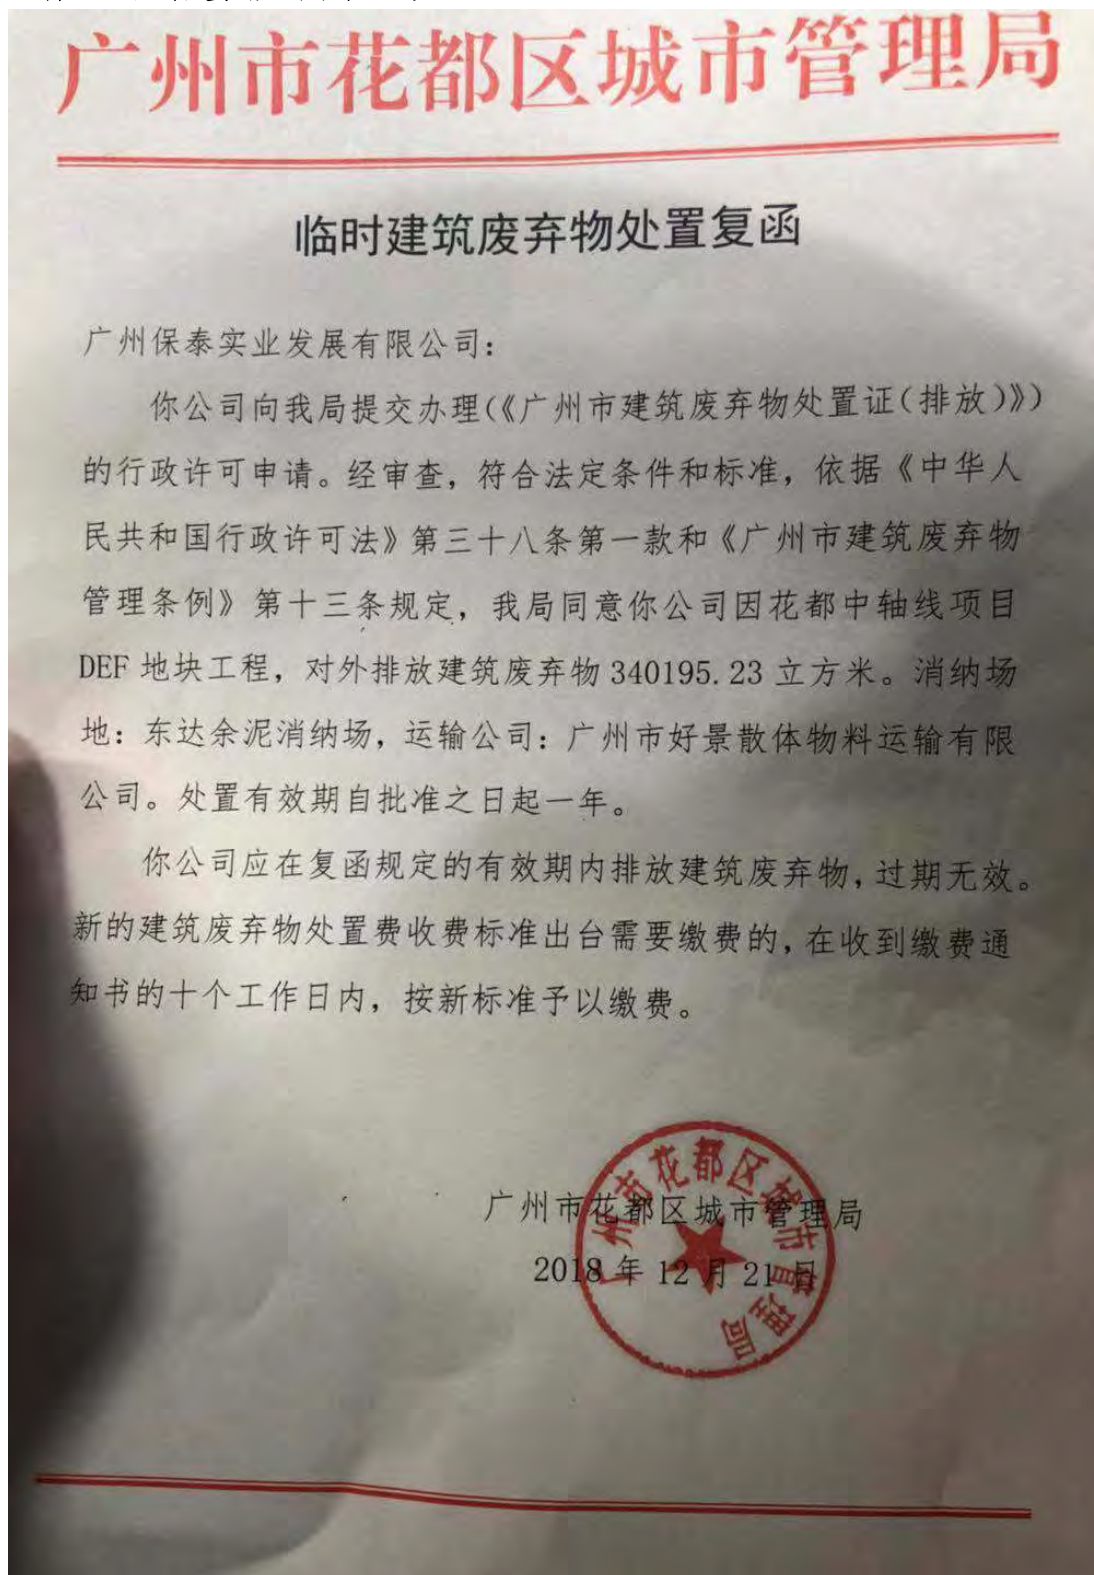 广州市花都区城市管理局
临时建筑废弃物处置复函
广州保泰实业发展有限公司：
你公司向我局提交办理(《广州市建筑废弃物处置证(排放)》)
的行政许可申请。经审查，符合法定条件和标准，依据《中华人
民共和国行政许可法》第三十八条第一款和《广州市建筑废弃物
管理条例》第十三条规定，我局同意你公司因花都中轴线项目
DEF 地块工程，对外排放建筑废弃物 340195.23 立方米。消纳场
地：东达余泥消纳场，运输公司：广州市好景散体物料运输有限
公司。处置有效期自批准之日起一年。
你公司应在复函规定的有效期内排放建筑废弃物，过期无效。
新的建筑废弃物处置费收费标准出台需要缴费的，在收到缴费通
知书的十个工作日内，按新标准予以缴费。
广州市花都区城市管理局
2018 年 12 月 21 日
广州市花都区城市管理局